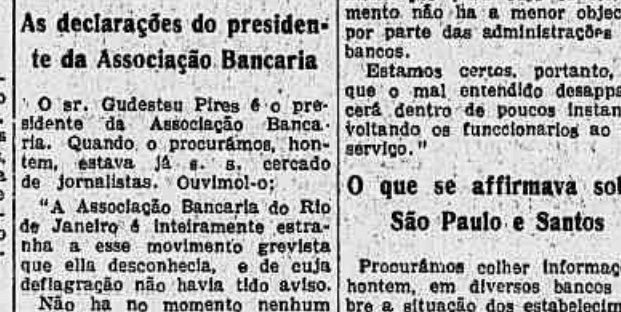 As declarações do presiden-
te da Associação Bancaria
O sr. Gudesteu Pires é o pre-
sidente da Associação Banca-
ria. Quando o procurámos, hon-
tem, estava já s. s. cercado
de jornalistas. Ouvimol-o:
"A Associação Bancaria do Rio
de Janeiro é inteiramente estra-
nha a esse movimento grevista
que ella desconhecia, e de cuja
deflagração não havia tido aviso.
Não ha no momento nenhum
mento não ha a menor objec
por parte das administrações
bancos.
Estamos certos, portanto,
que o mal entendido desappa
cerá dentro de poucos instan
voltando os funccionarios ao
serviço."
O que se affirmava sob
São Paulo e Santos
Procurámos colher informaç
hontem, em diversos bancos
bre a situação dos estabelecim